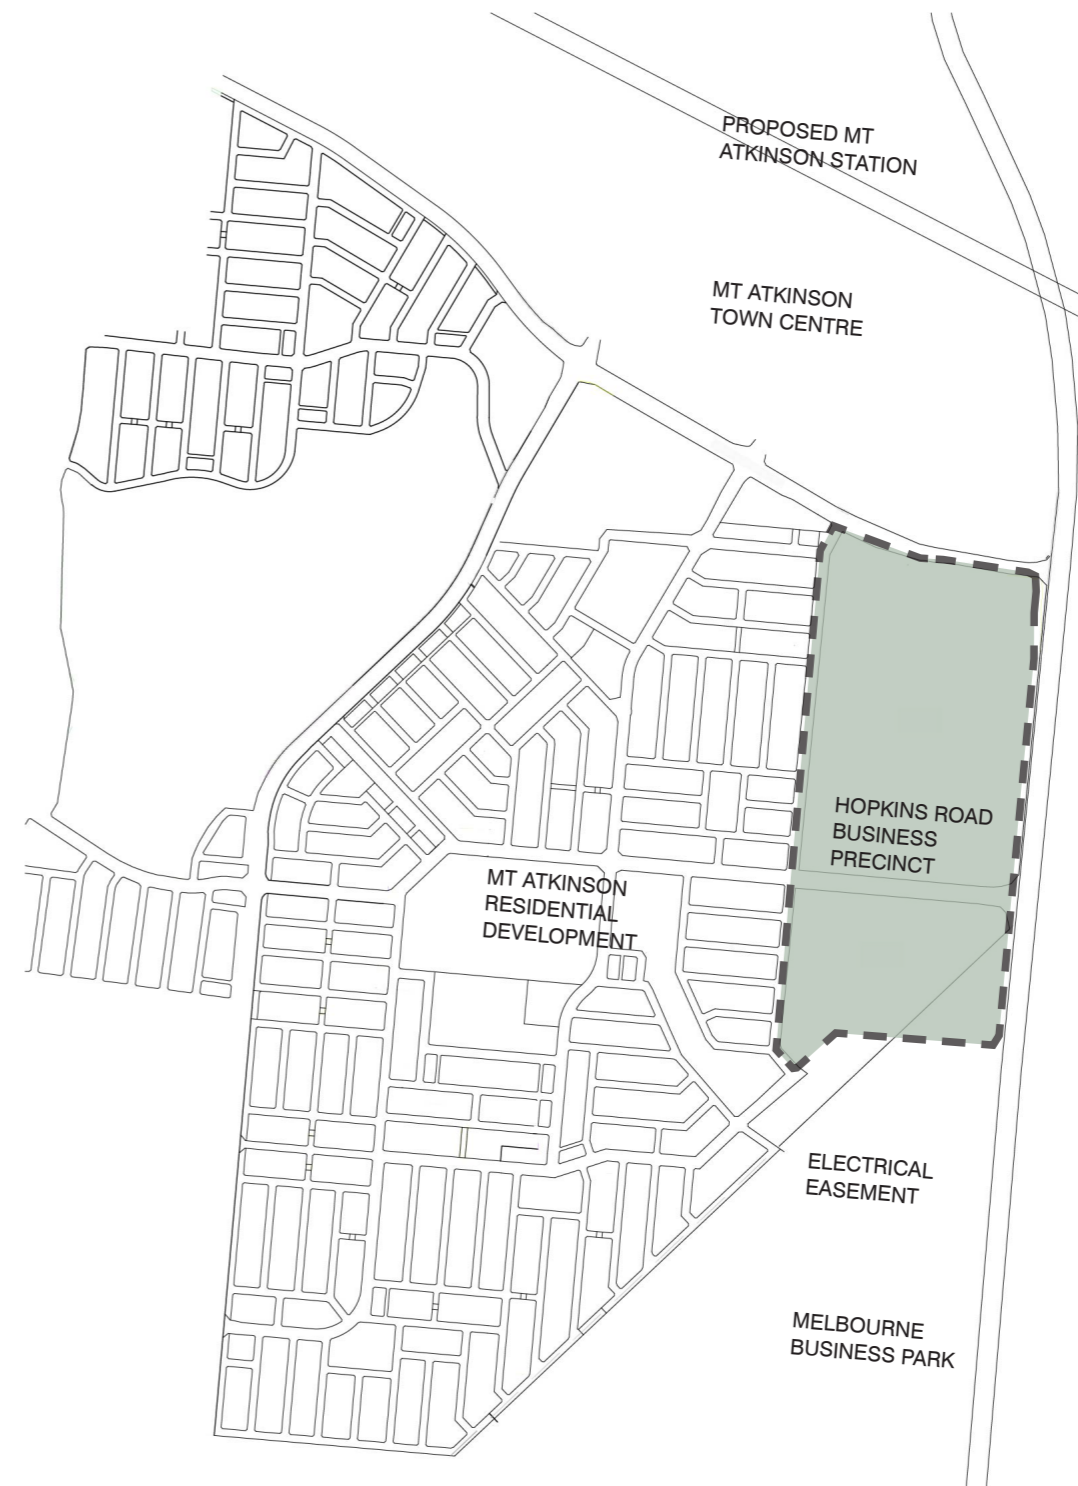 PROPOSED MT
ATKINSON STATION
MT ATKINSON
TOWN CENTRE
HOPKINS ROAD
BUSINESS
PRECINCT
MT ATKINSON
RESIDENTIAL
DEVELOPMENT
ELECTRICAL
EASEMENT
MELBOURNE
BUSINESS PARK